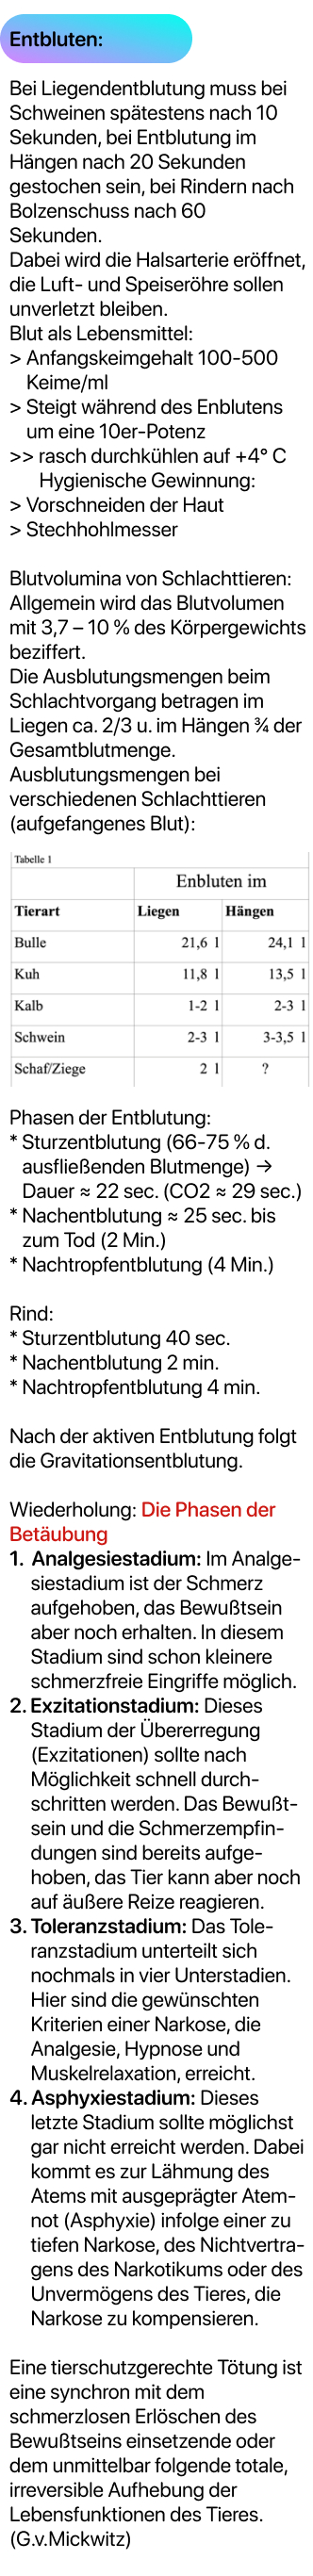 Entbluten:
Bei Liegendentblutung muss bei
Schweinen spätestens nach 10
Sekunden, bei Entblutung im
Hängen nach 20 Sekunden
gestochen sein, bei Rindern nach
Bolzenschuss nach 60
Sekunden.
Dabei wird die Halsarterie eröffnet,
die Luft- und Speiseröhre sollen
unverletzt bleiben.
Blut als Lebensmittel:
> Anfangskeimgehalt 100-500
Keime/ml
> Steigt während des Enblutens
um eine 10er-Potenz
>> rasch durchkühlen auf +4° C
Hygienische Gewinnung:
> Vorschneiden der Haut
> Stechhohlmesser
Blutvolumina von Schlachttieren:
Allgemein wird das Blutvolumen
mit 3,7 – 10 % des Körpergewichts
beziffert.
Die Ausblutungsmengen beim
Schlachtvorgang betragen im
Liegen ca. 2/3 u. im Hängen ¾ der
Gesamtblutmenge.
Ausblutungsmengen bei
verschiedenen Schlachttieren
(aufgefangenes Blut):
Tabelle 1
Enbluten im
Tierart Liegen Hängen
Bulle 21,6 l 24,1 l
Kuh 11,8 l 13,5 l
Kalb 1-2 l 2-3 l
Schwein 2-3 l 3-3,5 l
Schaf/Ziege 2 l ?
Phasen der Entblutung:
* Sturzentblutung (66-75 % d.
ausfließenden Blutmenge) →
Dauer ≈ 22 sec. (CO2 ≈ 29 sec.)
* Nachentblutung ≈ 25 sec. bis
zum Tod (2 Min.)
* Nachtropfentblutung (4 Min.)
Rind:
* Sturzentblutung 40 sec.
* Nachentblutung 2 min.
* Nachtropfentblutung 4 min.
Nach der aktiven Entblutung folgt
die Gravitationsentblutung.
Wiederholung: Die Phasen der
Betäubung
1. Analgesiestadium: Im Analge-
siestadium ist der Schmerz
aufgehoben, das Bewußtsein
aber noch erhalten. In diesem
Stadium sind schon kleinere
schmerzfreie Eingriffe möglich.
2. Exzitationstadium: Dieses
Stadium der Übererregung
(Exzitationen) sollte nach
Möglichkeit schnell durch-
schritten werden. Das Bewußt-
sein und die Schmerzempfin-
dungen sind bereits aufge-
hoben, das Tier kann aber noch
auf äußere Reize reagieren.
3. Toleranzstadium: Das Tole-
ranzstadium unterteilt sich
nochmals in vier Unterstadien.
Hier sind die gewünschten
Kriterien einer Narkose, die
Analgesie, Hypnose und
Muskelrelaxation, erreicht.
4. Asphyxiestadium: Dieses
letzte Stadium sollte möglichst
gar nicht erreicht werden. Dabei
kommt es zur Lähmung des
Atems mit ausgeprägter Atem-
not (Asphyxie) infolge einer zu
tiefen Narkose, des Nichtvertra-
gens des Narkotikums oder des
Unvermögens des Tieres, die
Narkose zu kompensieren.
Eine tierschutzgerechte Tötung ist
eine synchron mit dem
schmerzlosen Erlöschen des
Bewußtseins einsetzende oder
dem unmittelbar folgende totale,
irreversible Aufhebung der
Lebensfunktionen des Tieres.
(G.v.Mickwitz)